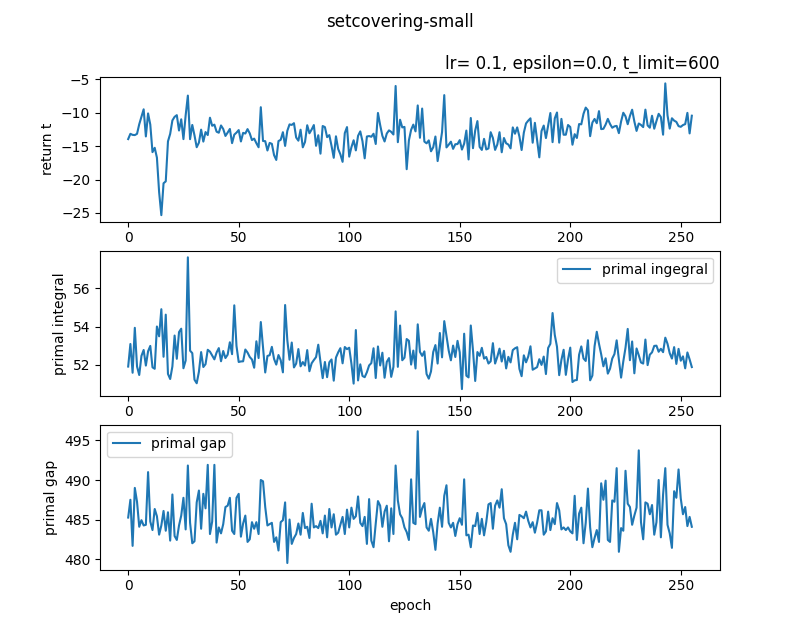 setcovering-small
lr= 0.1, epsilon=0.0, t_limit=600
return t
−5
−10
−15
−20
−25
0 50 100 150 200 250
primal integral
56
54
52
primal ingegral
0 50 100 150 200 250
primal gap
495
490
485
480
primal gap
0 50 100 150 200 250
epoch